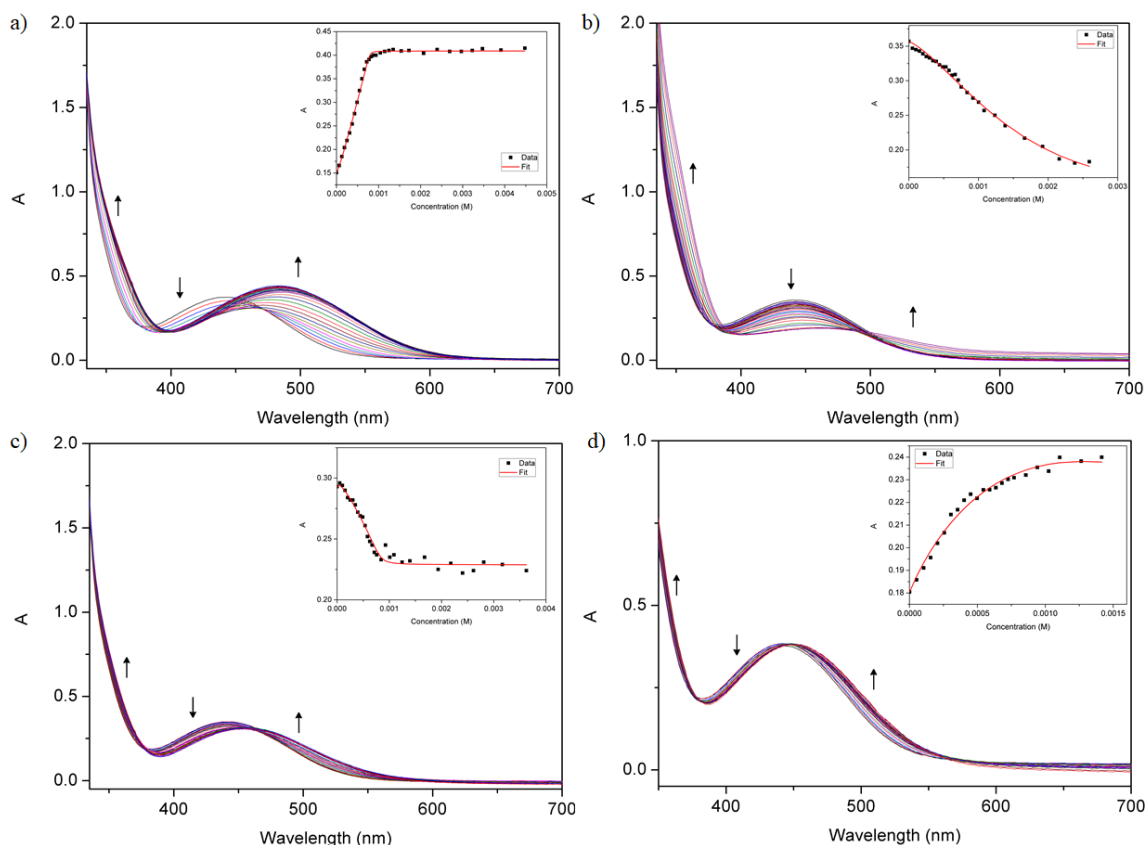 a)
2.0
1.5
1.0
0.5
0.0
A
400
500
600
700
Wavelength (nm)
0.45
0.40
0.35
0.30
0.25
0.20
0.15
0.10
A
0.000
0.001
0.002
0.003
0.004
0.005
Concentration (M)
Data
Fit
b)
2.0
1.5
1.0
0.5
0.0
A
400
500
600
700
Wavelength (nm)
0.35
0.30
0.25
0.20
A
0.000
0.001
0.002
0.003
Concentration (M)
Data
Fit
c)
2.0
1.5
1.0
0.5
0.0
A
400
500
600
700
Wavelength (nm)
0.30
0.25
0.20
A
0.000
0.001
0.002
0.003
0.004
Concentration (M)
Data
Fit
d)
1.0
0.5
0.0
A
400
500
600
700
Wavelength (nm)
0.24
0.23
0.22
0.21
0.20
0.19
0.18
A
0.0000
0.0005
0.0010
0.0015
Concentration (M)
Data
Fit